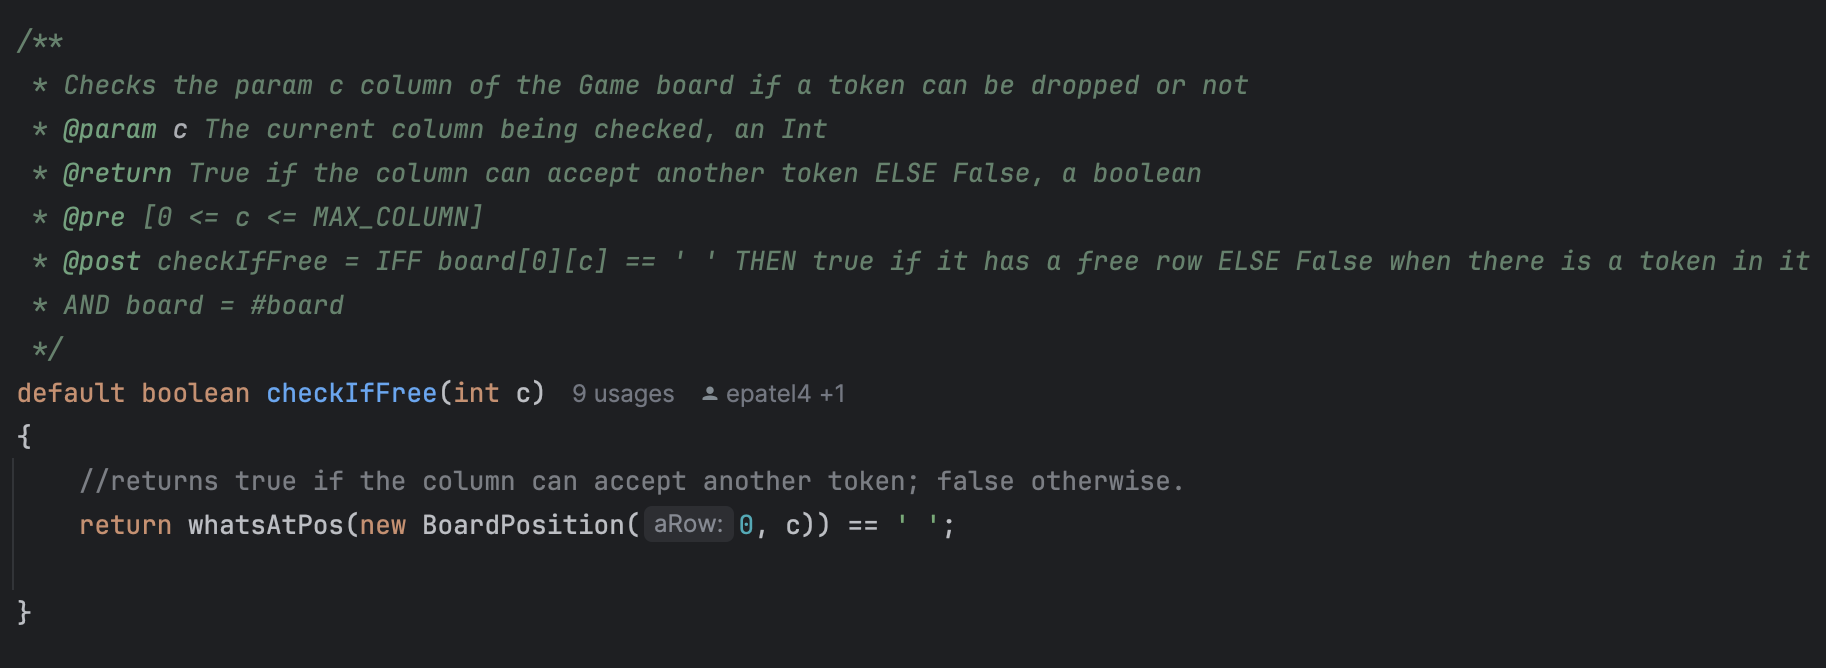 /**
* Checks the param c column of the Game board if a token can be dropped or not
* @param c The current column being checked, an Int
* @return True if the column can accept another token ELSE False, a boolean
* @pre [0 <= c <= MAX_COLUMN]
* @post checkIfFree = IFF board[0][c] == ' ' THEN true if it has a free row ELSE False when there is a token in it
* AND board = #board
*/
default boolean checkIfFree(int c) 9 usages epatel4 +1
{
//returns true if the column can accept another token; false otherwise.
return whatsAtPos(new BoardPosition( aRow: 0, c)) == ' ';
}